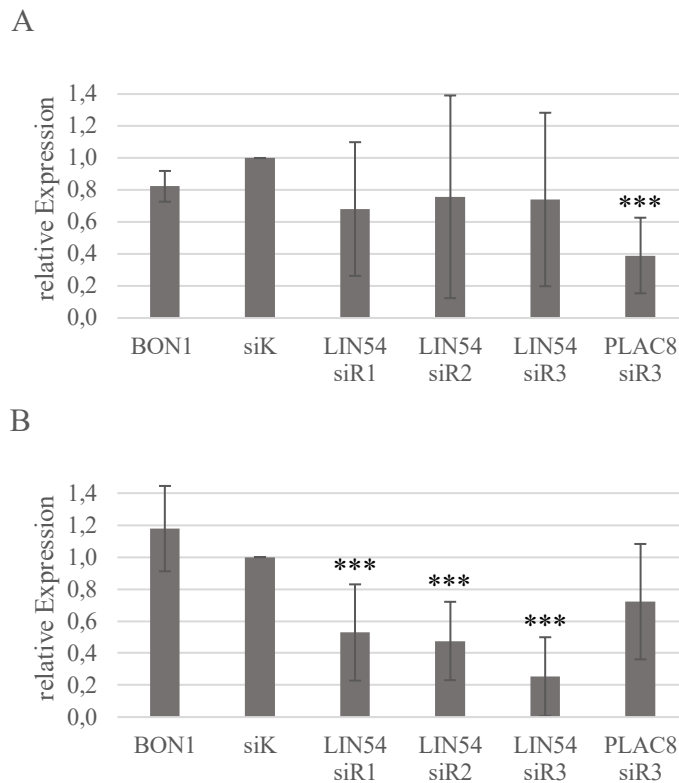 A
relative Expression
1,4
1,2
1,0
0,8
0,6
0,4
0,2
0,0
***
BON1 siK LIN54 LIN54 LIN54 PLAC8
siR1 siR2 siR3 siR3
B
relative Expression
1,4
1,2
1,0
0,8
0,6
0,4
0,2
0,0
*** *** ***
BON1 siK LIN54 LIN54 LIN54 PLAC8
siR1 siR2 siR3 siR3